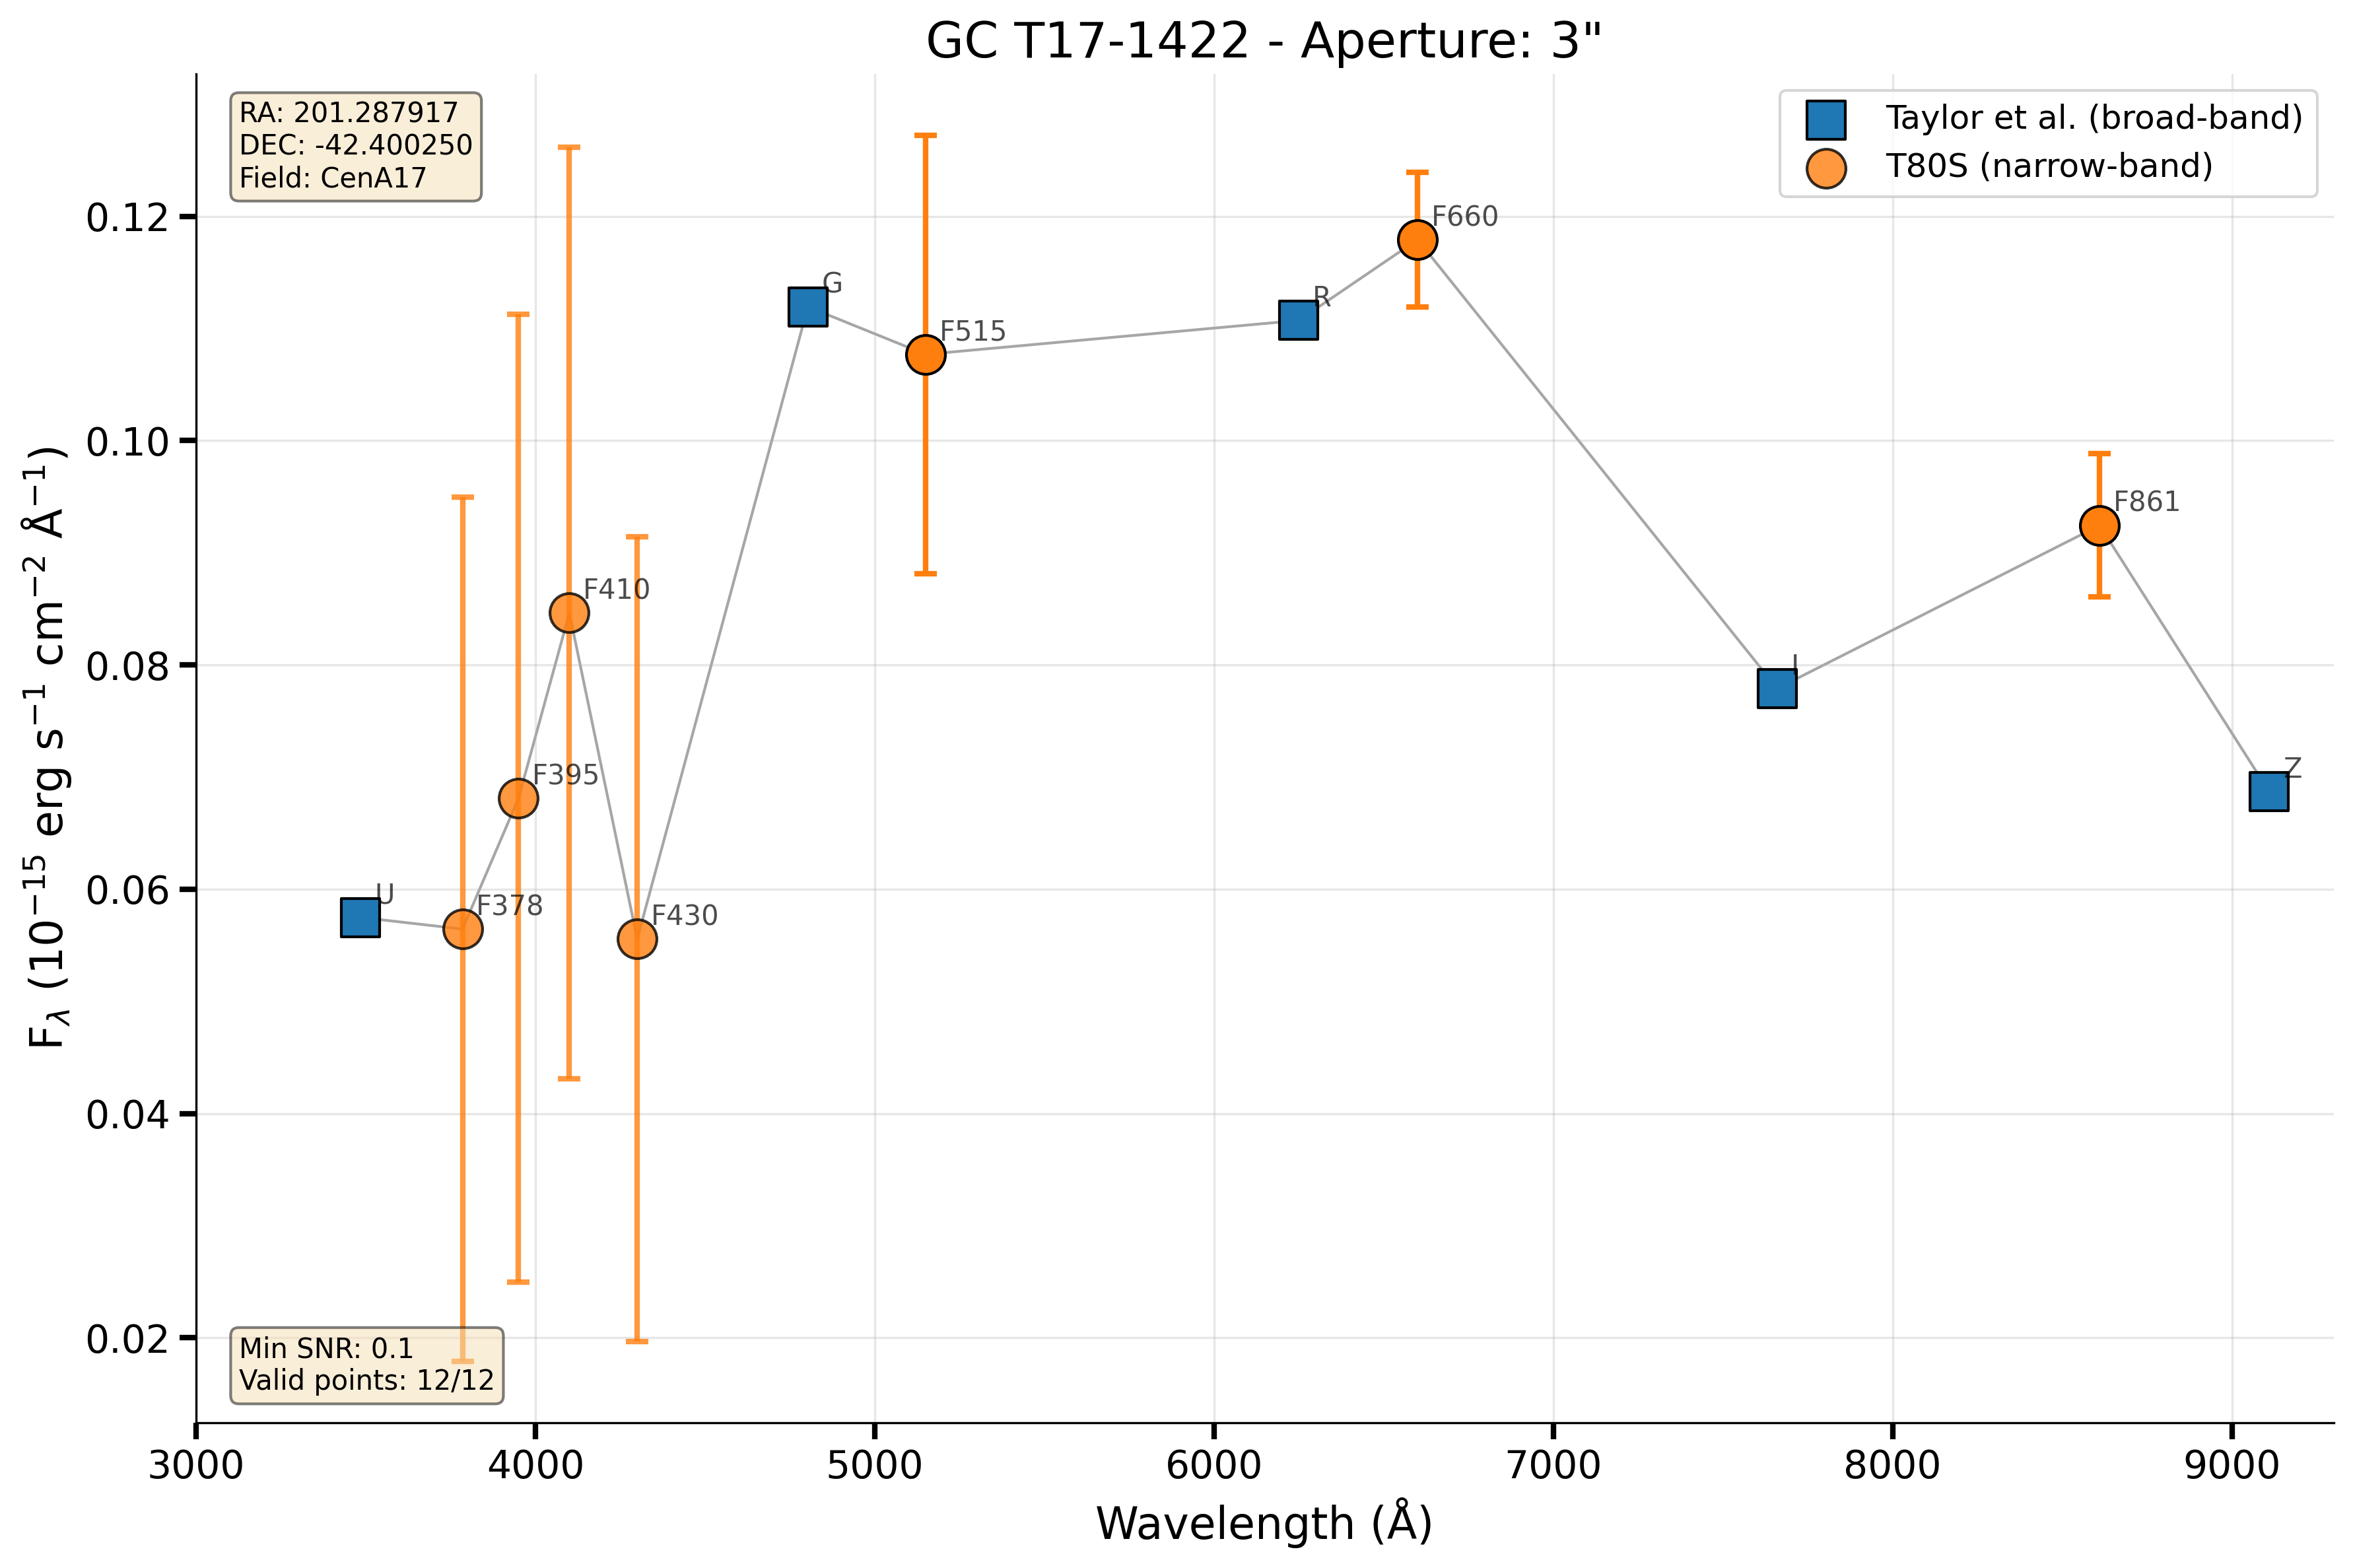 GC T17-1422 - Aperture: 3"
RA: 201.287917
DEC: -42.400250
Field: CenA17
Taylor et al. (broad-band)
T80S (narrow-band)
F660
G
R
F515
F861
F410
I
F395
Z
U
F378
F430
Min SNR: 0.1
Valid points: 12/12
0.12
0.10
0.08
0.06
0.04
0.02
Fλ (10⁻¹⁵ erg s⁻¹ cm⁻² Å⁻¹)
3000 4000 5000 6000 7000 8000 9000
Wavelength (Å)